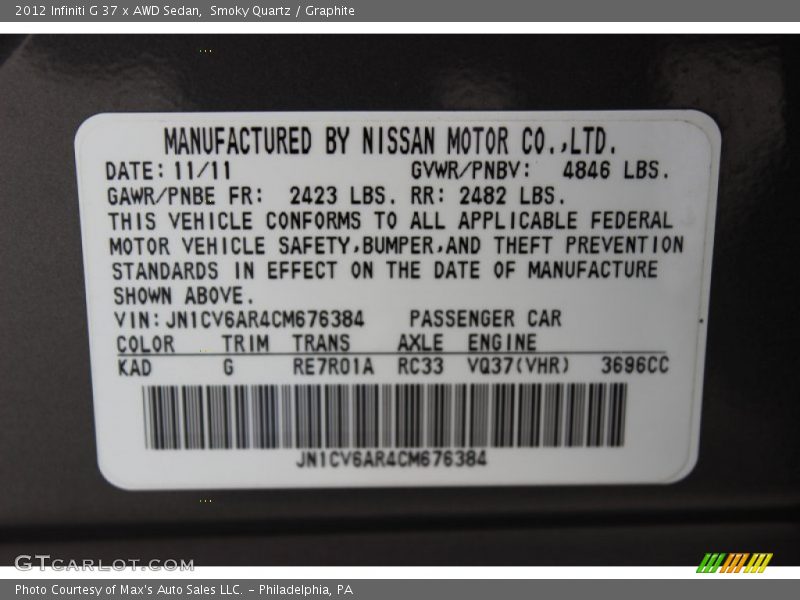 2012 Infiniti G 37 x AWD Sedan,  Smoky Quartz / Graphite
MANUFACTURED BY NISSAN MOTOR CO.,LTD.
DATE: 11/11 GVWR/PNBV: 4846 LBS.
GAWR/PNBE FR: 2423 LBS. RR: 2482 LBS.
THIS VEHICLE CONFORMS TO ALL APPLICABLE FEDERAL
MOTOR VEHICLE SAFETY,BUMPER,AND THEFT PREVENTION
STANDARDS IN EFFECT ON THE DATE OF MANUFACTURE
SHOWN ABOVE.
VIN: JN1CV6AR4CM676384 PASSENGER CAR
COLOR TRIM TRANS AXLE ENGINE
KAD G RE7R01A RC33 VQ37(VHR) 3696CC
JN1CV6AR4CM676384
GTCARLOT.COM
Photo Courtesy of Max's Auto Sales LLC. - Philadelphia, PA